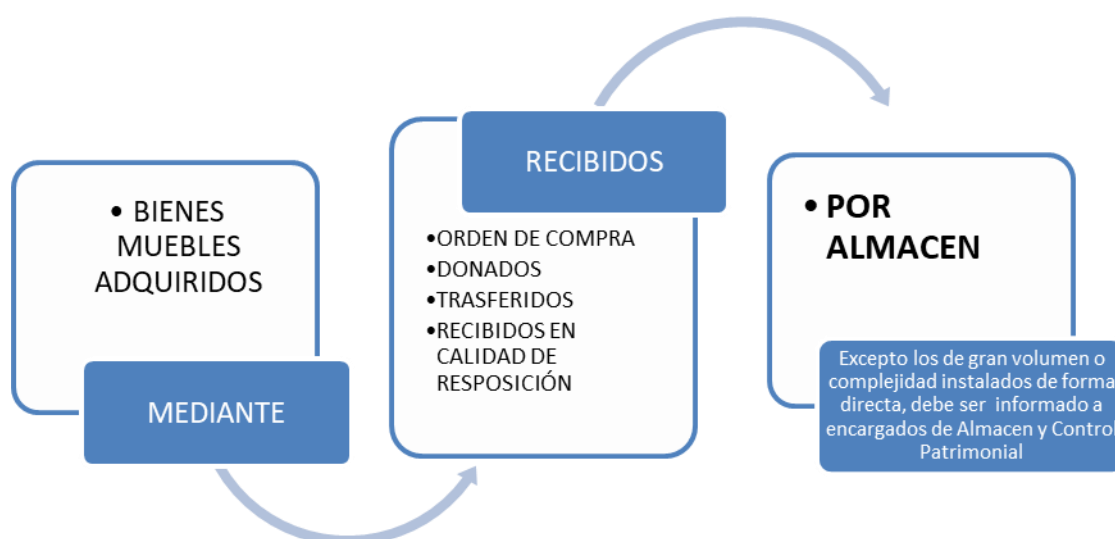 • BIENES
MUEBLES
ADQUIRIDOS
MEDIANTE
RECIBIDOS
•ORDEN DE COMPRA
•DONADOS
•TRASFERIDOS
•RECIBIDOS EN
CALIDAD DE
RESPOSICIÓN
• POR
ALMACEN
Excepto los de gran volumen o
complejidad instalados de forma
directa, debe ser informado a
encargados de Almacen y Control
Patrimonial